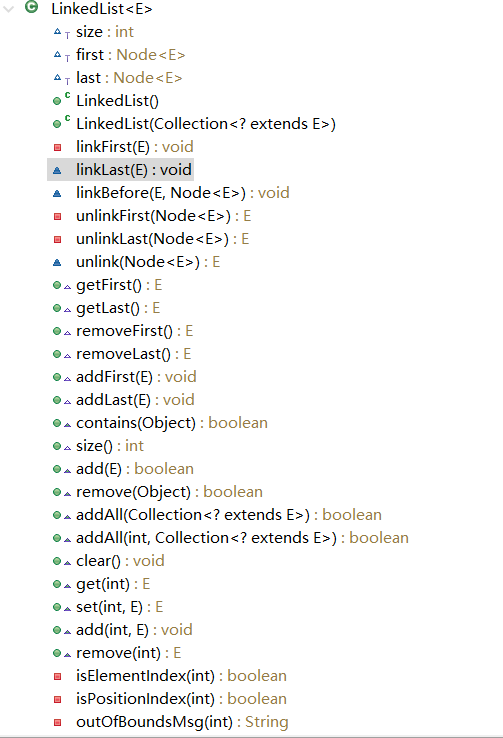 LinkedList<E>
size : int
first : Node<E>
last : Node<E>
LinkedList()
LinkedList(Collection<? extends E>)
linkFirst(E) : void
linkLast(E) : void
linkBefore(E, Node<E>) : void
unlinkFirst(Node<E>) : E
unlinkLast(Node<E>) : E
unlink(Node<E>) : E
getFirst() : E
getLast() : E
removeFirst() : E
removeLast() : E
addFirst(E) : void
addLast(E) : void
contains(Object) : boolean
size() : int
add(E) : boolean
remove(Object) : boolean
addAll(Collection<? extends E>) : boolean
addAll(int, Collection<? extends E>) : boolean
clear() : void
get(int) : E
set(int, E) : E
add(int, E) : void
remove(int) : E
isElementIndex(int) : boolean
isPositionIndex(int) : boolean
outOfBoundsMsg(int) : String